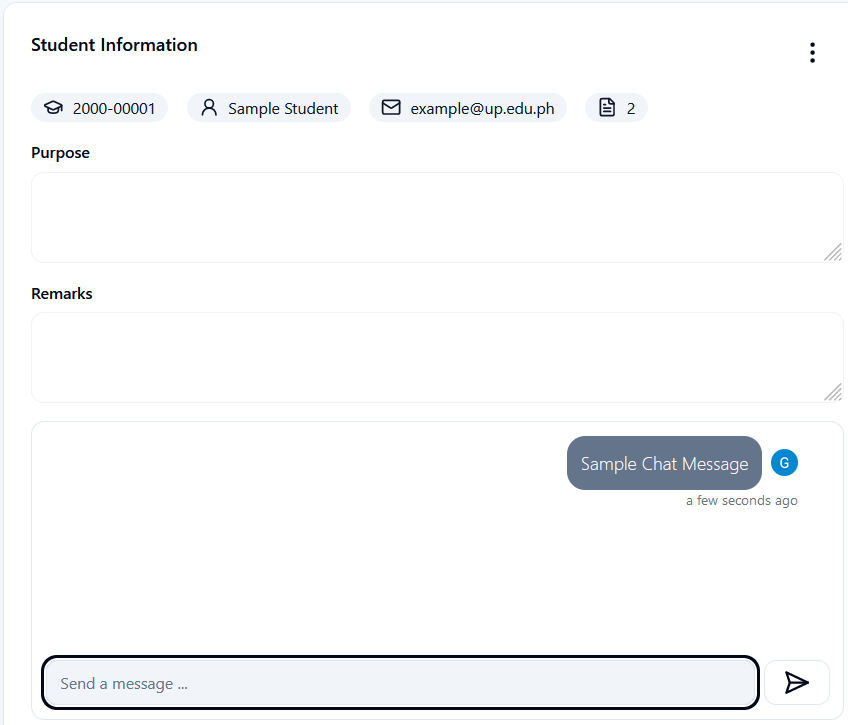 Student Information
2000-00001 Sample Student example@up.edu.ph 2
Purpose
Remarks
Sample Chat Message G
a few seconds ago
Send a message ...